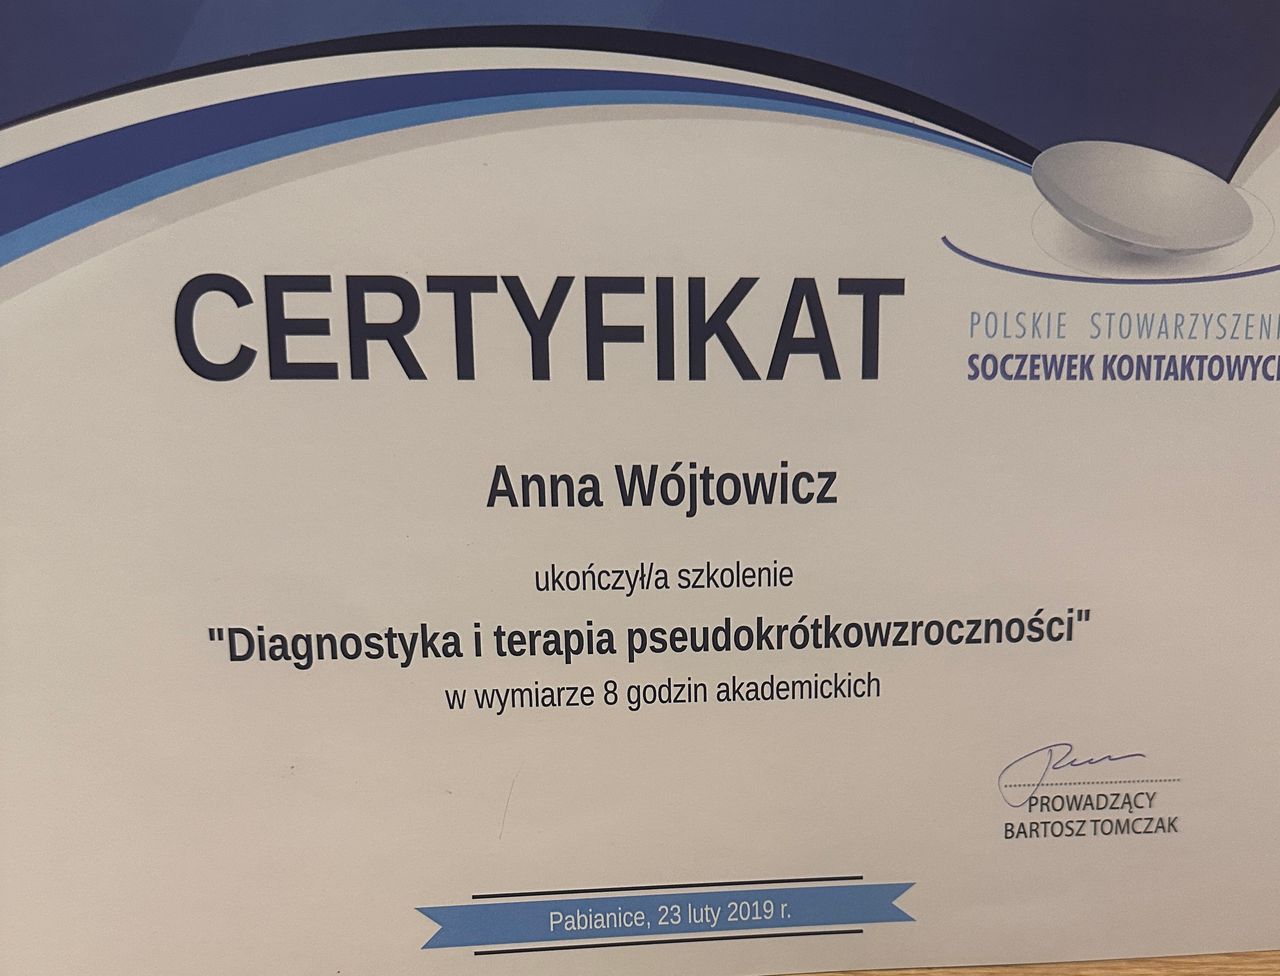 CERTYFIKAT
POLSKIE STOWARZYSZENI
SOCZEWEK KONTAKTOWYC
Anna Wójtowicz
ukończył/a szkolenie
"Diagnostyka i terapia pseudokrótkowzroczności"
w wymiarze 8 godzin akademickich
PROWADZĄCY
BARTOSZ TOMCZAK
Pabianice, 23 luty 2019 r.